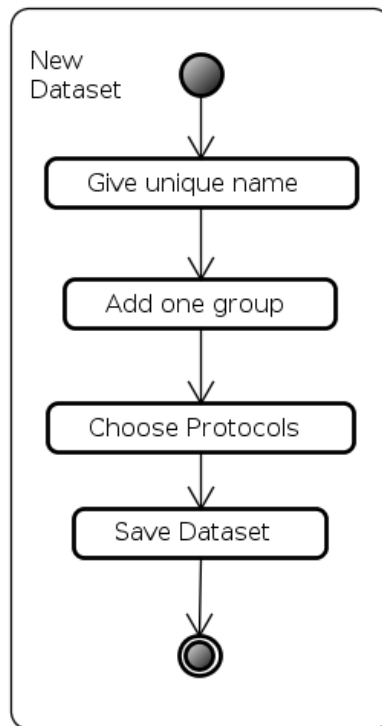 New
Dataset
Give unique name
Add one group
Choose Protocols
Save Dataset